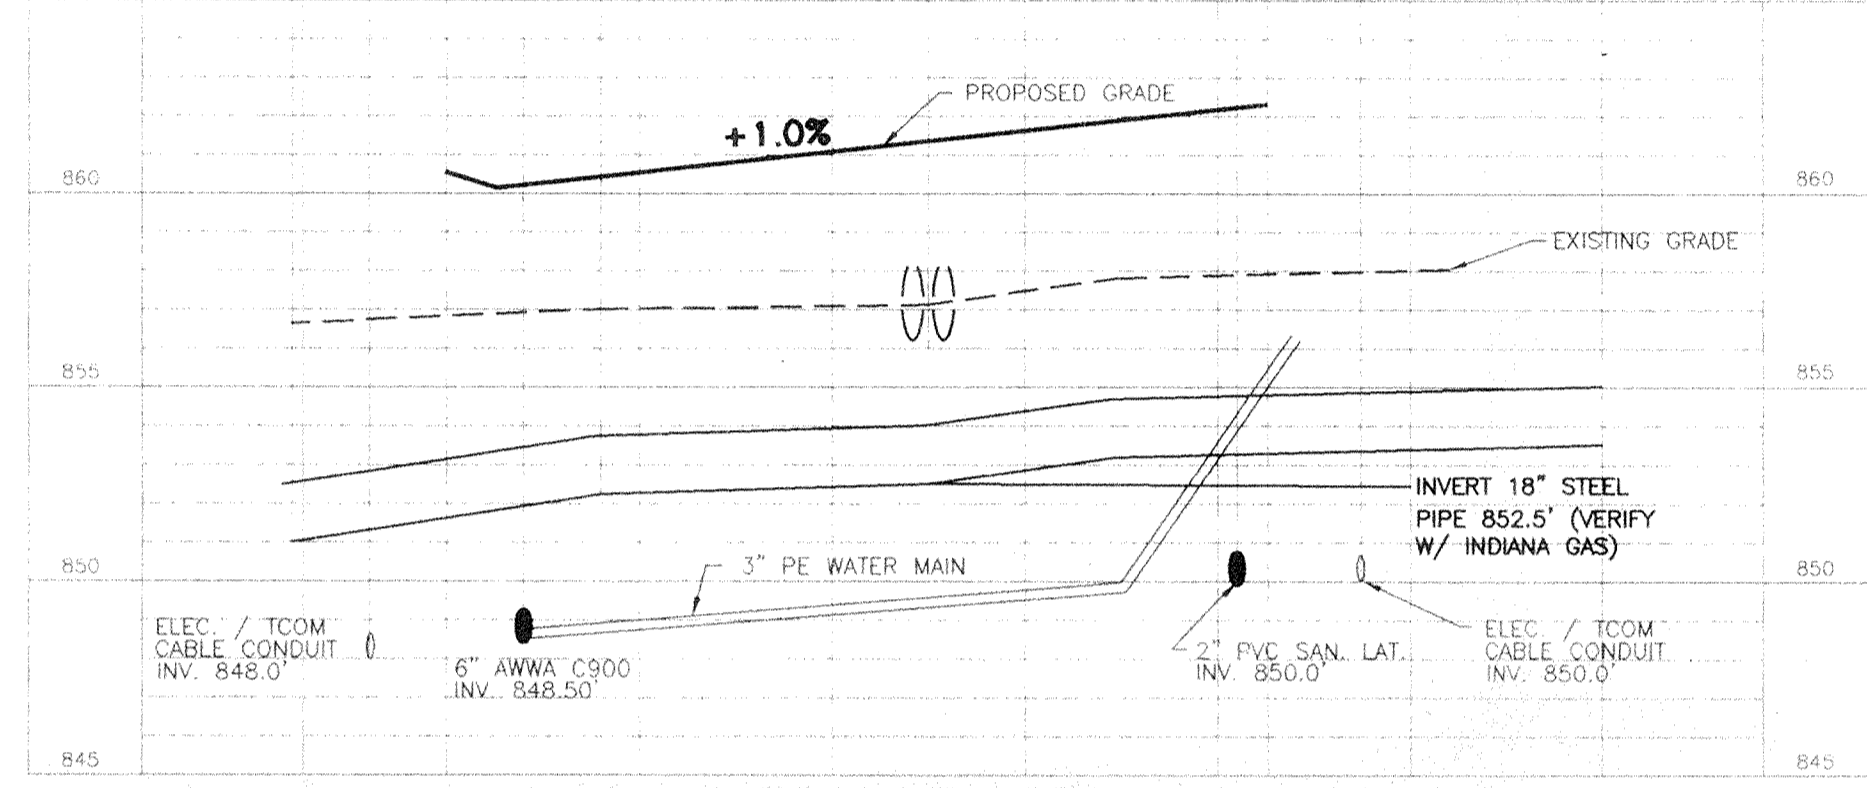 PROPOSED GRADE
+1.0%
860
860
EXISTING GRADE
855
855
INVERT 18" STEEL
PIPE 852.5' (VERIFY
W/ INDIANA GAS)
3" PE WATER MAIN
850
850
ELEC. / TCOM
CABLE CONDUIT
INV. 848.0'
6" AWWA C900
INV. 848.50'
2" PVC SAN. LAT.
INV. 850.0'
ELEC. / TCOM
CABLE CONDUIT
INV. 850.0'
845
845